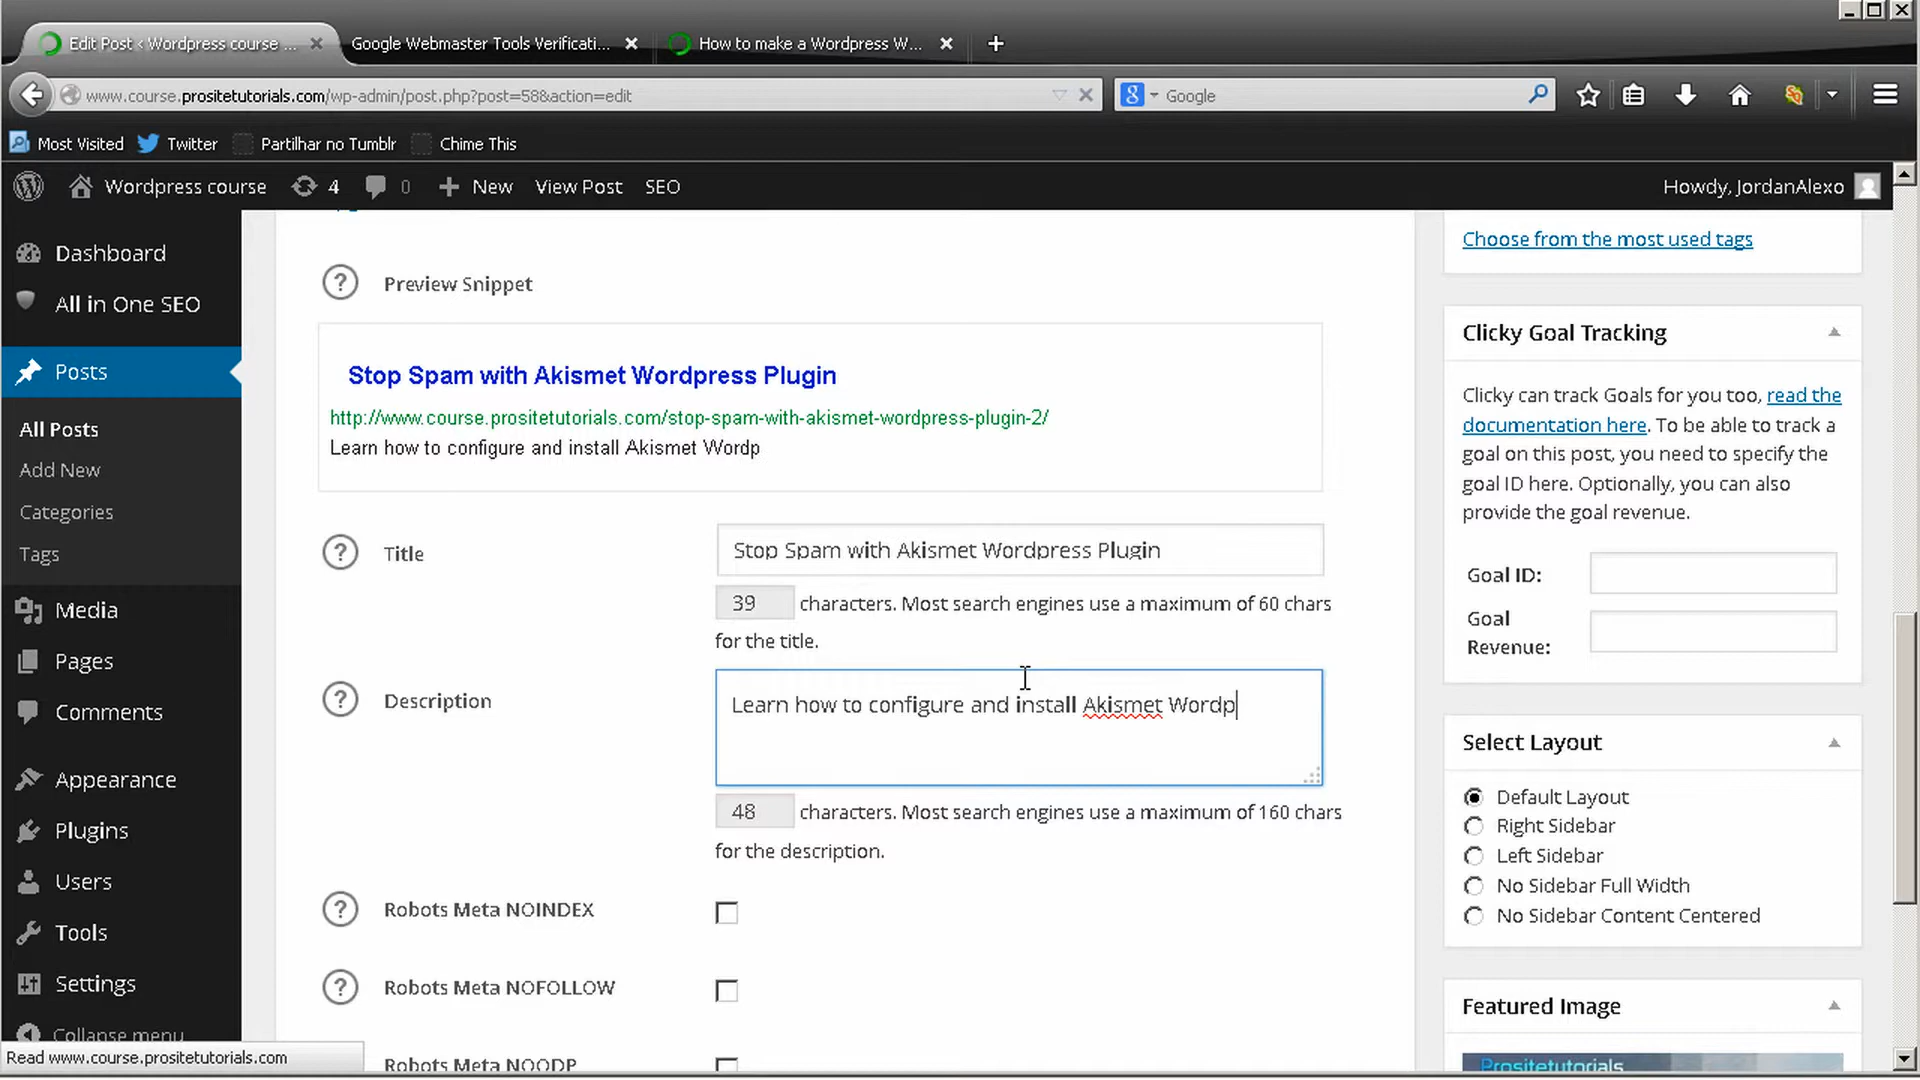 Edit Post ‹ Wordpress course ...
Google Webmaster Tools Verificati...
How to make a Wordpress W...
www.course.prositetutorials.com/wp-admin/post.php?post=58&action=edit
Google
Most Visited
Twitter
Partilhar no Tumblr
Chime This
Wordpress course
4
0
New
View Post
SEO
Howdy, JordanAlexo
Dashboard
All in One SEO
Posts
All Posts
Add New
Categories
Tags
Media
Pages
Comments
Appearance
Plugins
Users
Tools
Settings
Collapse menu
Read www.course.prositetutorials.com
Preview Snippet
Stop Spam with Akismet Wordpress Plugin
http://www.course.prositetutorials.com/stop-spam-with-akismet-wordpress-plugin-2/
Learn how to configure and install Akismet Wordp
Title
Stop Spam with Akismet Wordpress Plugin
39 characters. Most search engines use a maximum of 60 chars
for the title.
Description
Learn how to configure and install Akismet Wordp
48 characters. Most search engines use a maximum of 160 chars
for the description.
Robots Meta NOINDEX
Robots Meta NOFOLLOW
Robots Meta NOODP
Choose from the most used tags
Clicky Goal Tracking
Clicky can track Goals for you too, read the
documentation here. To be able to track a
goal on this post, you need to specify the
goal ID here. Optionally, you can also
provide the goal revenue.
Goal ID:
Goal
Revenue:
Select Layout
Default Layout
Right Sidebar
Left Sidebar
No Sidebar Full Width
No Sidebar Content Centered
Featured Image
Prositetutorials